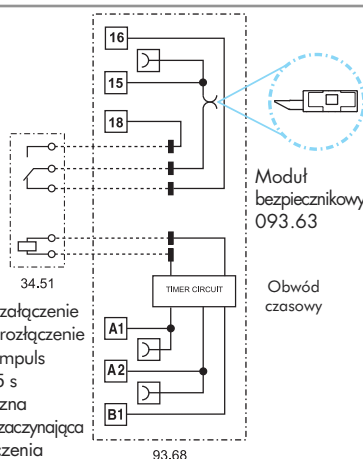 16
15
18
Moduł
bezpiecznikowy
093.63
34.51
TIMER CIRCUIT
Obwód
czasowy
załączenie
rozłączenie
A1
mpuls
5 s
A2
zna
zaczynająca
B1
czenia
93.68